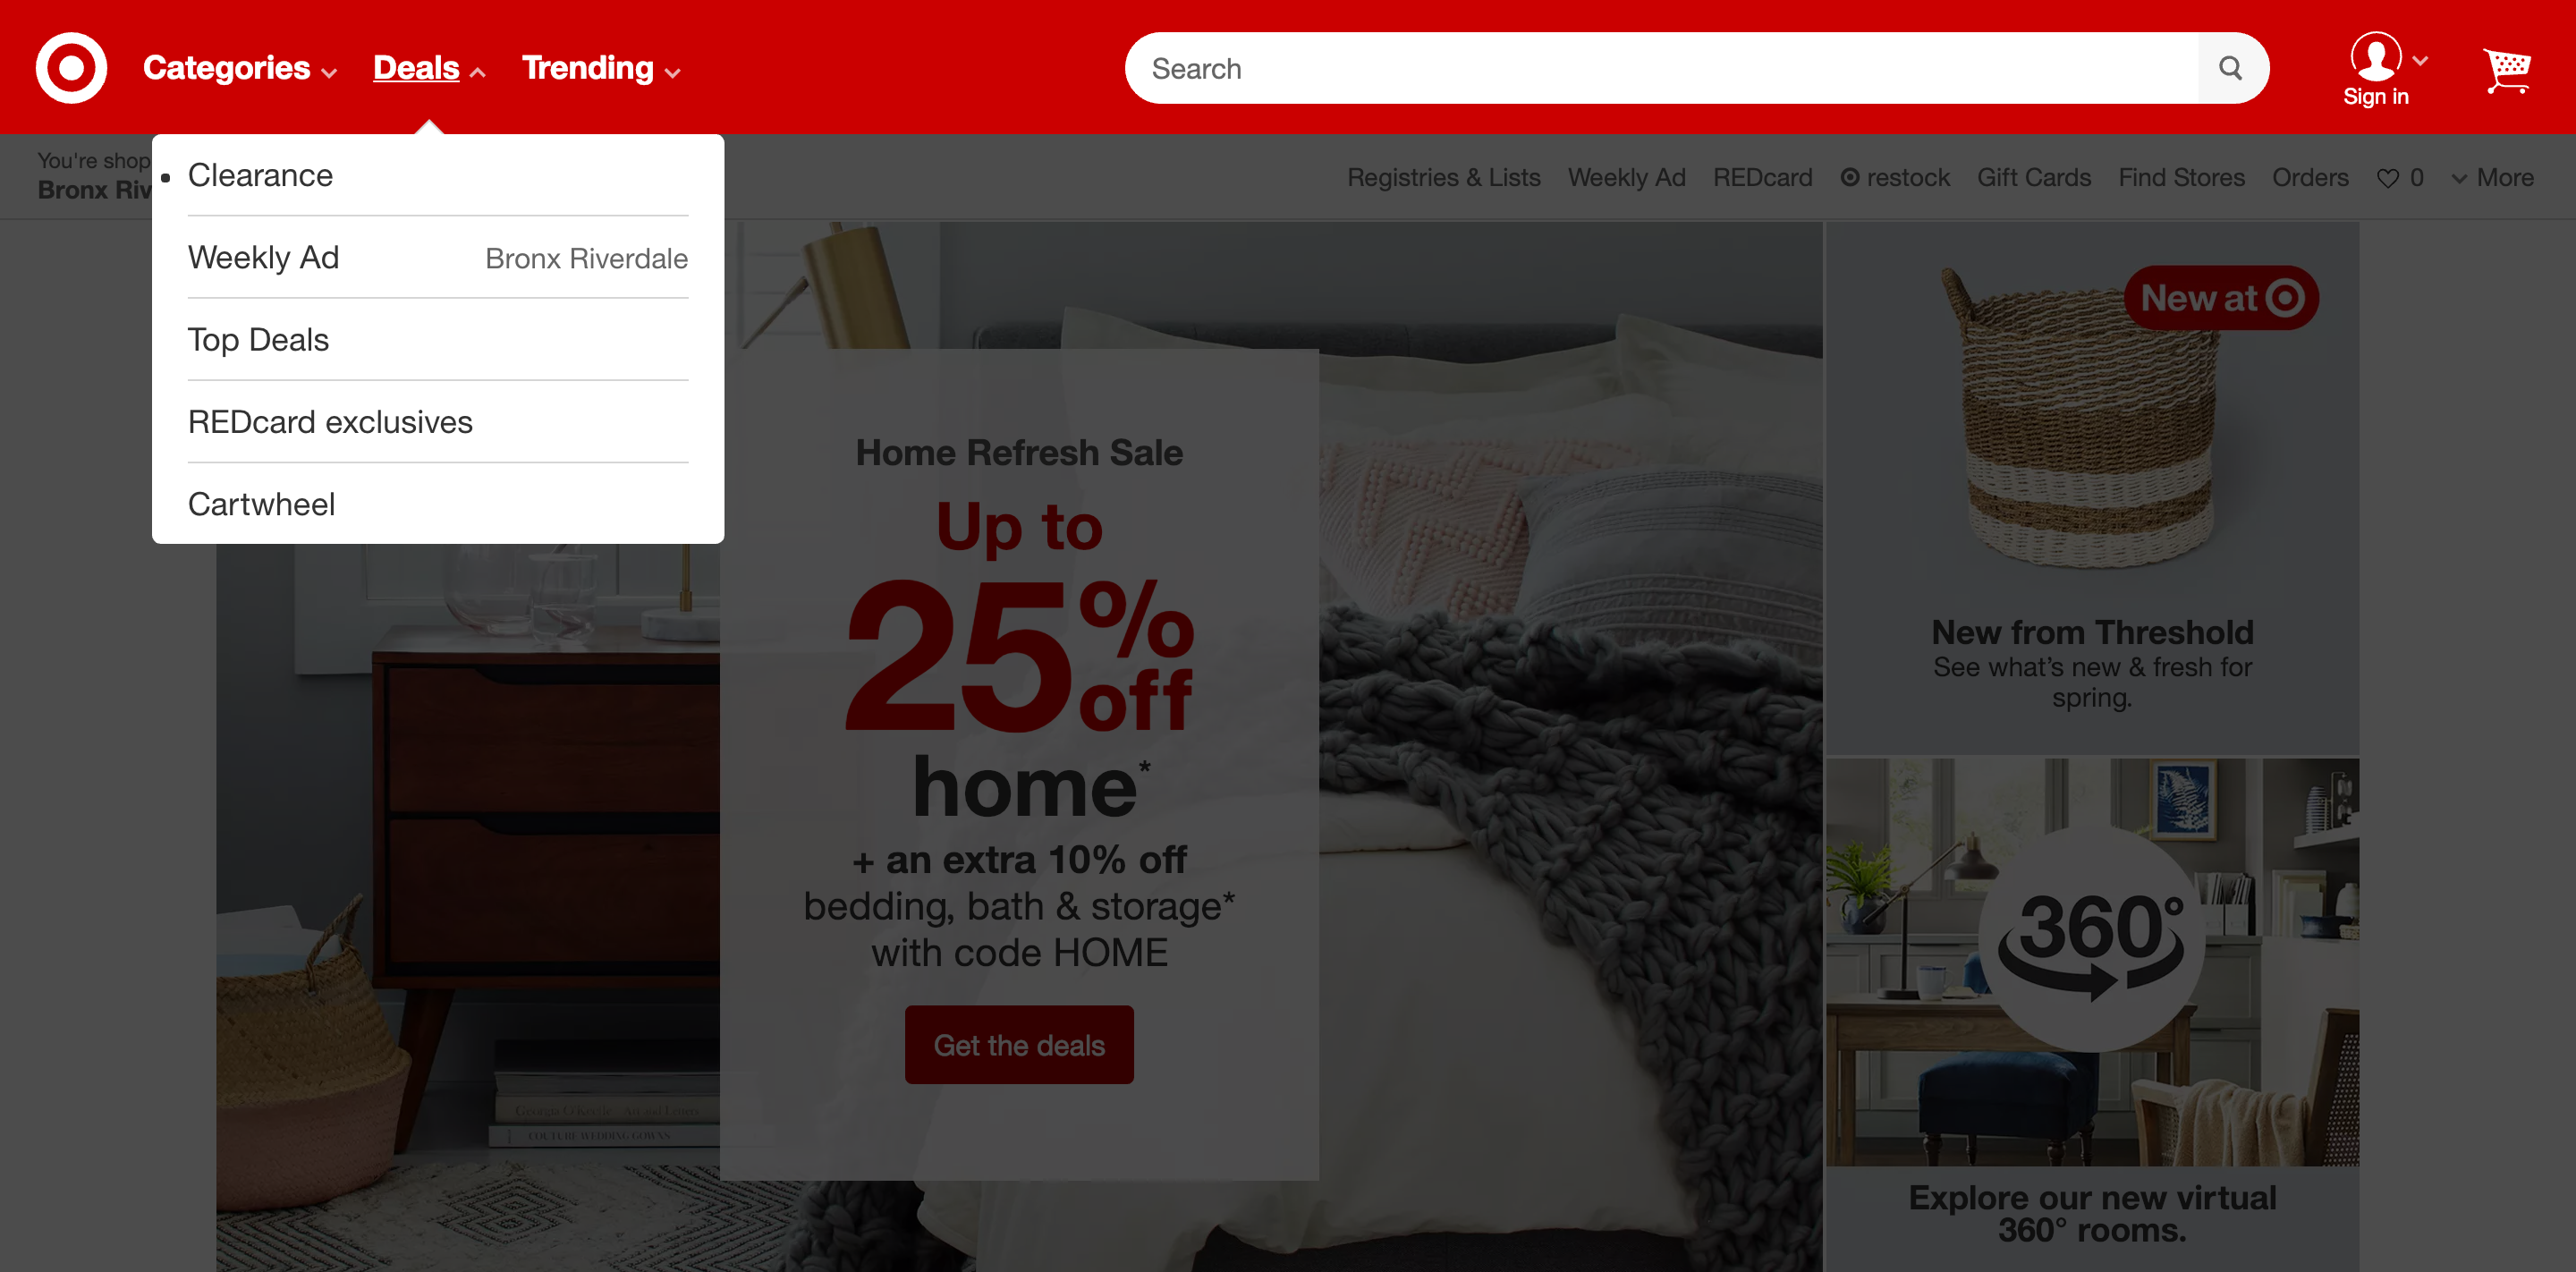 Categories
Deals
Trending
Search
Sign in
You're shop
Bronx Riv
Registries & Lists
Weekly Ad
REDcard
restock
Gift Cards
Find Stores
Orders
0
More
Clearance
Weekly Ad
Bronx Riverdale
Top Deals
REDcard exclusives
Cartwheel
Home Refresh Sale
Up to
25% off
home*
+ an extra 10% off
bedding, bath & storage*
with code HOME
Get the deals
COUTURE WEDDING GOWNS
New at
New from Threshold
See what's new & fresh for
spring.
360°
Explore our new virtual
360° rooms.